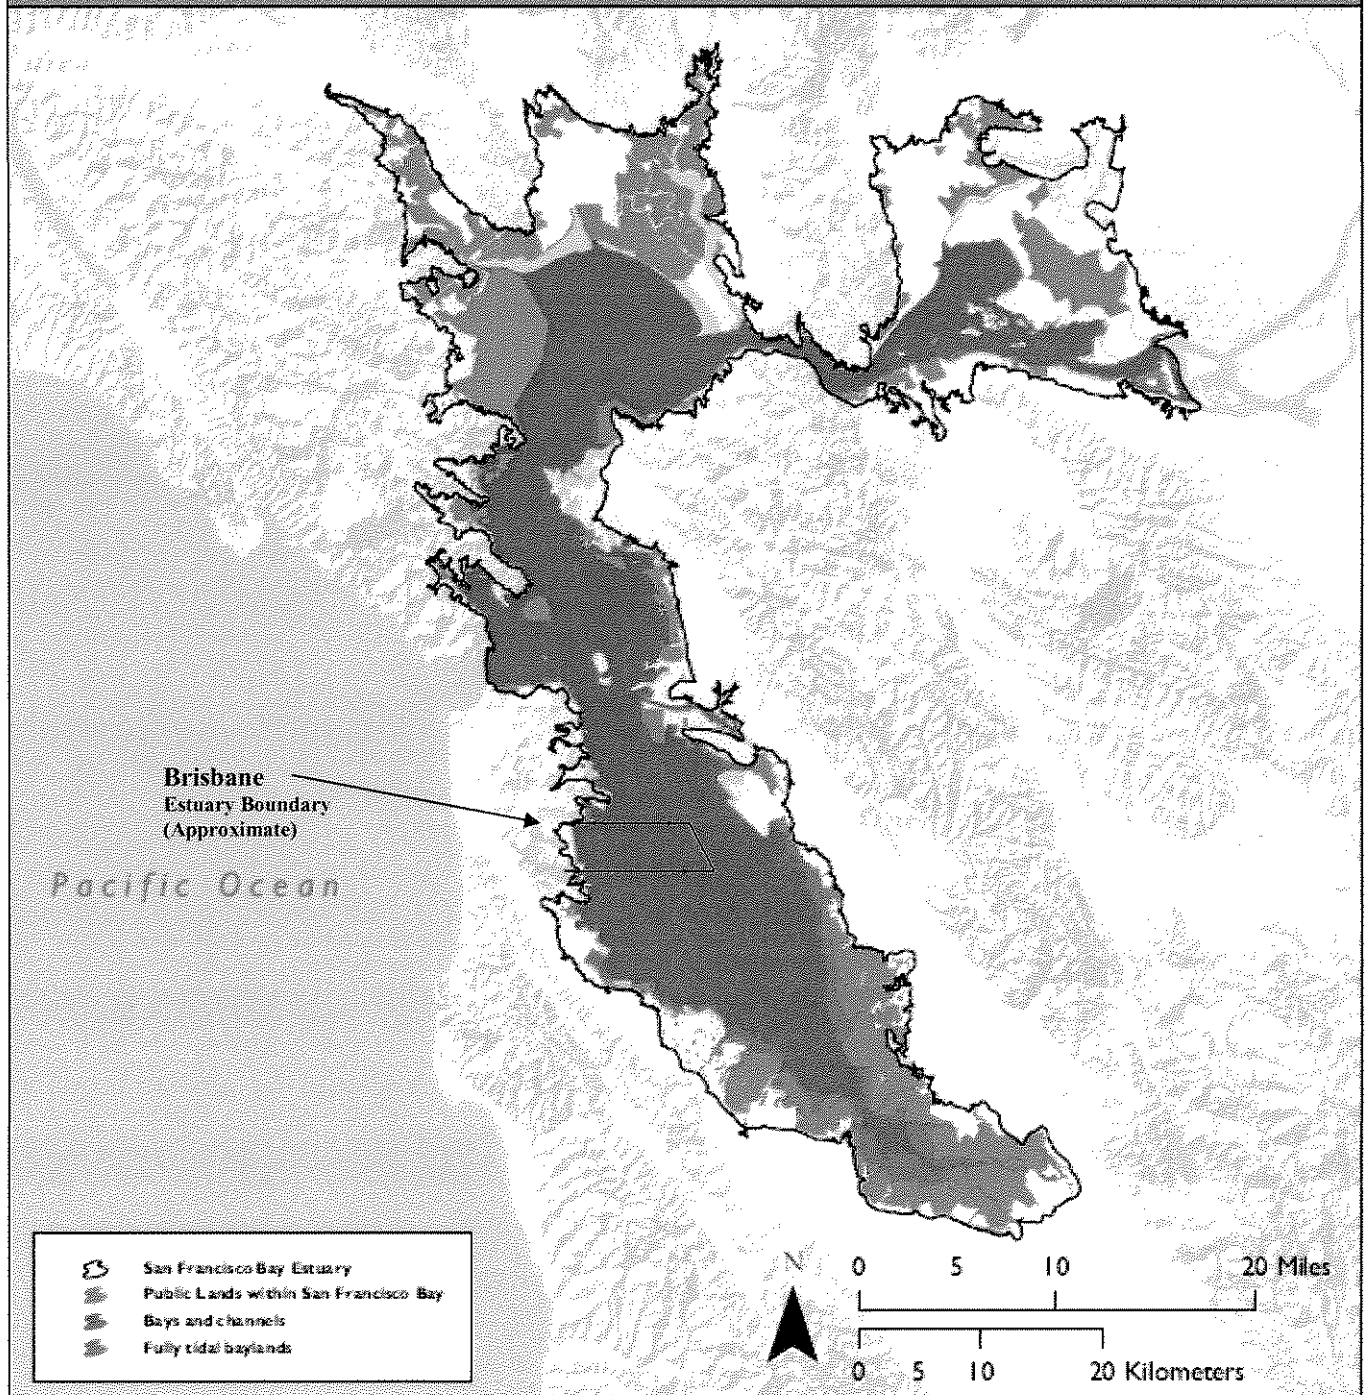 Brisbane
Estuary Boundary
(Approximate)
Pacific Ocean
San Francisco Bay Estuary
Public Lands within San Francisco Bay
Bays and channels
Fully tidal baylands
N
0 5 10 20 Miles
0 5 10 20 Kilometers